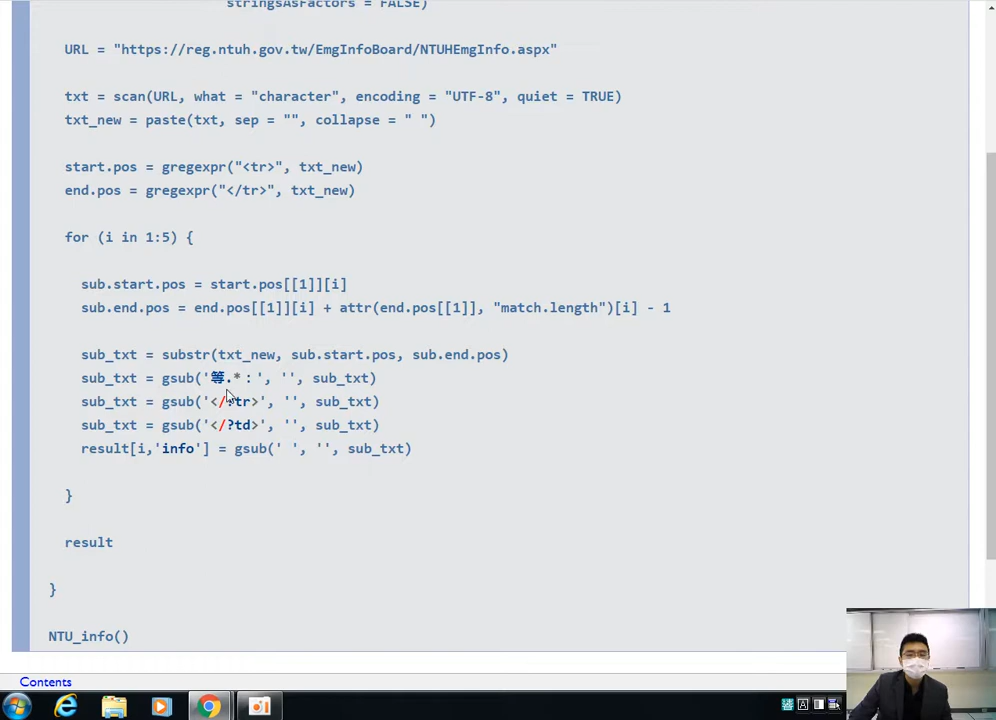 stringsAsFactors = FALSE)
URL = "https://reg.ntuh.gov.tw/EmgInfoBoard/NTUHEmgInfo.aspx"
txt = scan(URL, what = "character", encoding = "UTF-8", quiet = TRUE)
txt_new = paste(txt, sep = "", collapse = " ")
start.pos = gregexpr("<tr>", txt_new)
end.pos = gregexpr("</tr>", txt_new)
for (i in 1:5) {
sub.start.pos = start.pos[[1]][i]
sub.end.pos = end.pos[[1]][i] + attr(end.pos[[1]], "match.length")[i] - 1
sub_txt = substr(txt_new, sub.start.pos, sub.end.pos)
sub_txt = gsub('等.*：', '', sub_txt)
sub_txt = gsub('</?tr>', '', sub_txt)
sub_txt = gsub('</?td>', '', sub_txt)
result[i,'info'] = gsub(' ', '', sub_txt)
}
result
}
NTU_info()
Contents